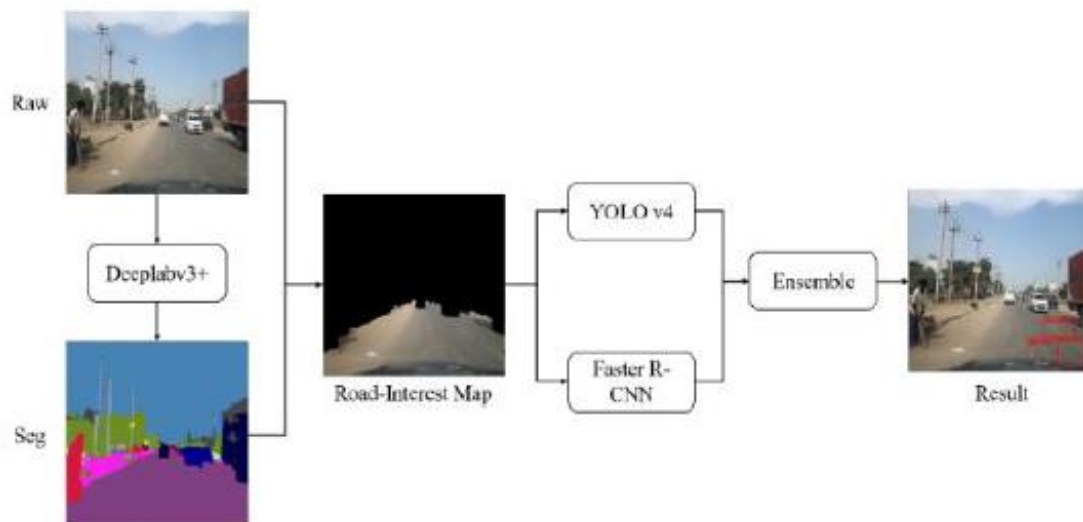 Raw
Deeplabv3+
Seg
Road-Interest Map
YOLO v4
Faster R-
CNN
Ensemble
Result